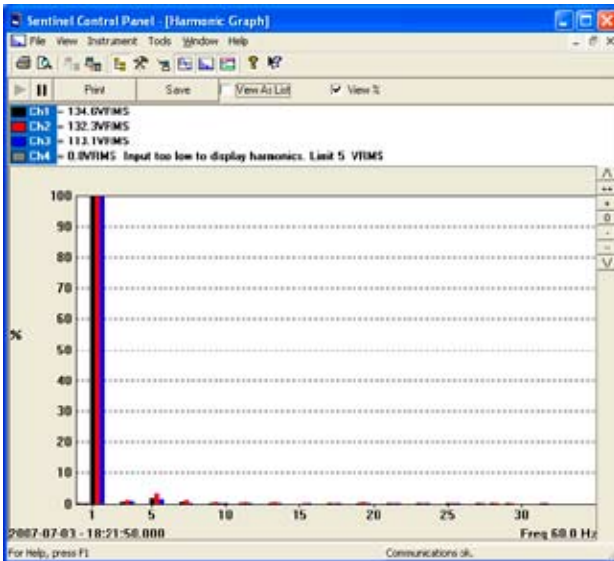 Sentinel Control Panel - [Harmonic Graph]
File View Instrument Tools Window Help
Print Save View As List View %
Ch1 = 134.6VRMS
Ch2 = 132.3VRMS
Ch3 = 113.1VRMS
Ch4 = 0.0VRMS Input too low to display harmonics. Limit 5 VRMS
100
90
80
70
60
%
50
40
30
20
10
0
1 5 10 15 20 25 30
2007-07-03 - 18:21:50.000 Freq 60.0 Hz
For Help, press F1 Communications ok.